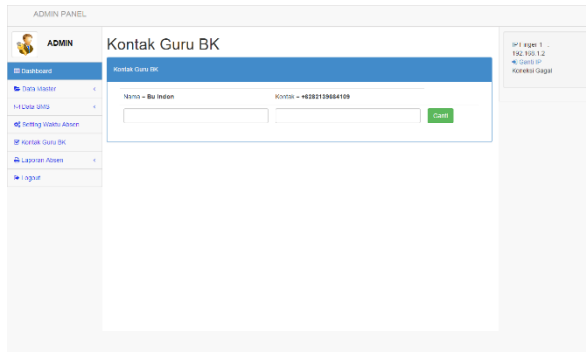 ADMIN PANEL
ADMIN
Dashboard
Data Master
Data SMS
Setting Waktu Absen
Kontak Guru BK
Laporan Absen
Logout
Kontak Guru BK
Kontak Guru BK
Nama = Bu Indon
Kontak = +6282139684109
Ganti
192.168.1.2
Ganti IP
Koneksi Gagal